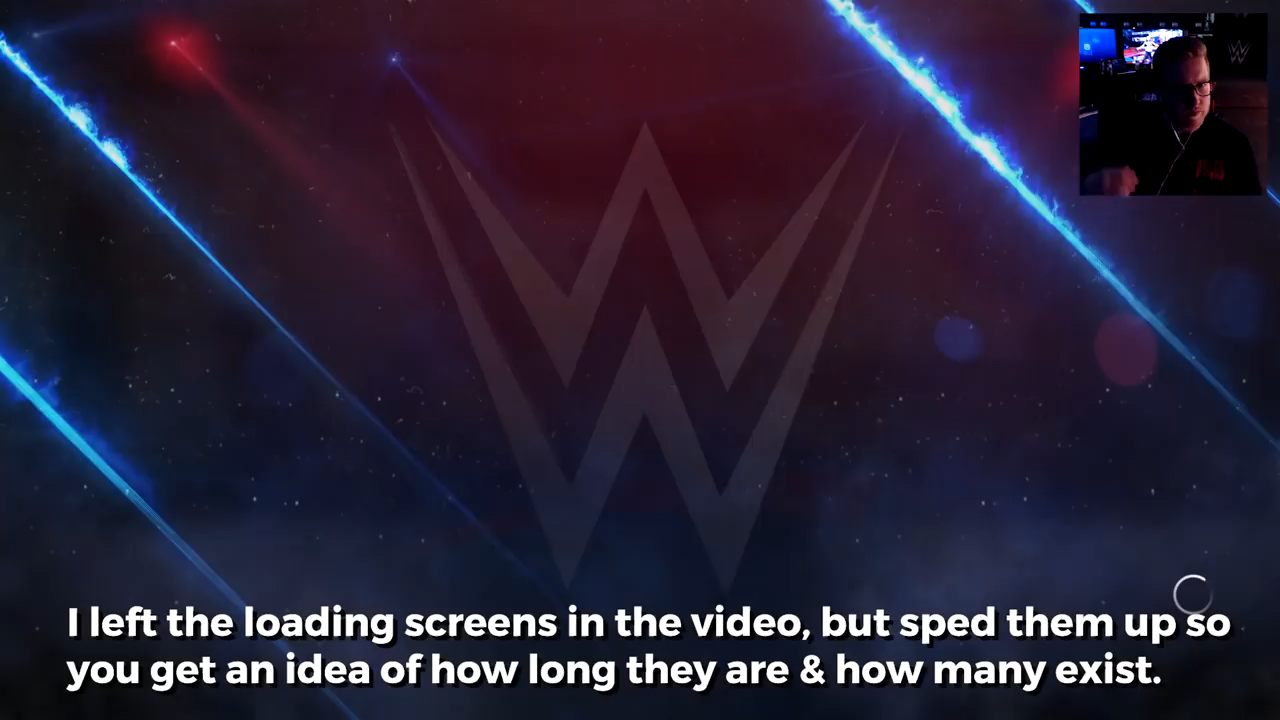 I left the loading screens in the video, but sped them up so
you get an idea of how long they are & how many exist.